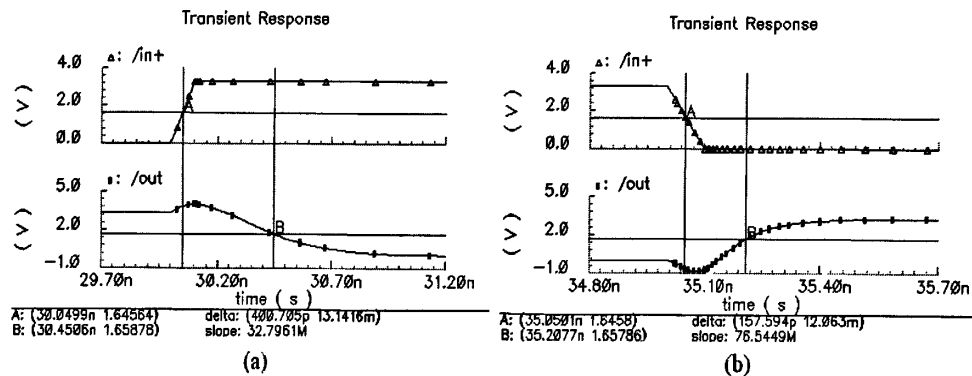 Transient Response
▵: /in+
4.0
2.0
0.0
( V )
A
▪: /out
5.0
2.0
-1.0
( V )
B
29.70n 30.20n 30.70n 31.20n
time ( s )
A: (30.0499n 1.64564) delta: (400.705p 13.1416m)
B: (30.4506n 1.65878) slope: 32.7961M
(a)
Transient Response
▵: /in+
4.0
2.0
0.0
( V )
A
▪: /out
5.0
2.0
-1.0
( V )
B
34.80n 35.10n 35.40n 35.70n
time ( s )
A: (35.0501n 1.6458) delta: (157.594p 12.063m)
B: (35.2077n 1.65786) slope: 76.5449M
(b)